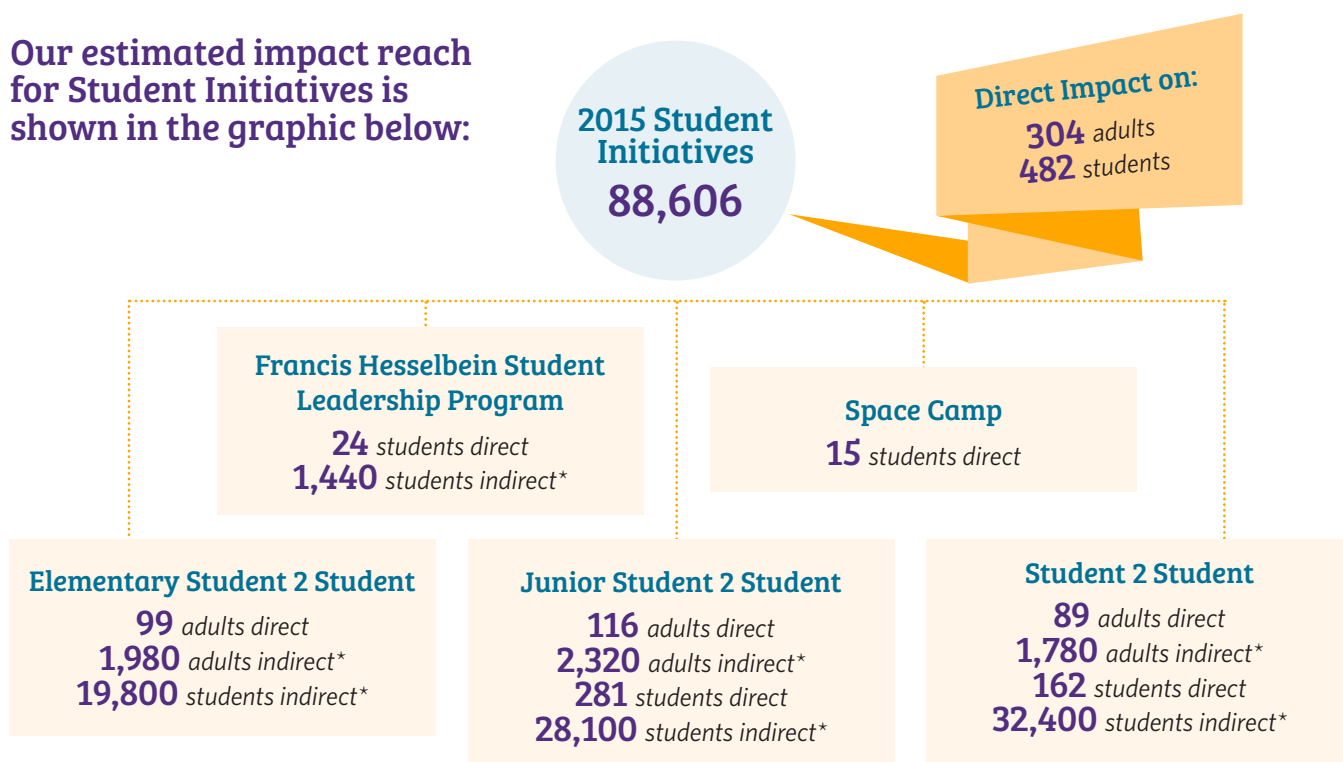 Our estimated impact reach
for Student Initiatives is
shown in the graphic below:
2015 Student
Initiatives
88,606
Direct Impact on:
304 adults
482 students
Francis Hesselbein Student
Leadership Program
24 students direct
1,440 students indirect*
Space Camp
15 students direct
Elementary Student 2 Student
99 adults direct
1,980 adults indirect*
19,800 students indirect*
Junior Student 2 Student
116 adults direct
2,320 adults indirect*
281 students direct
28,100 students indirect*
Student 2 Student
89 adults direct
1,780 adults indirect*
162 students direct
32,400 students indirect*